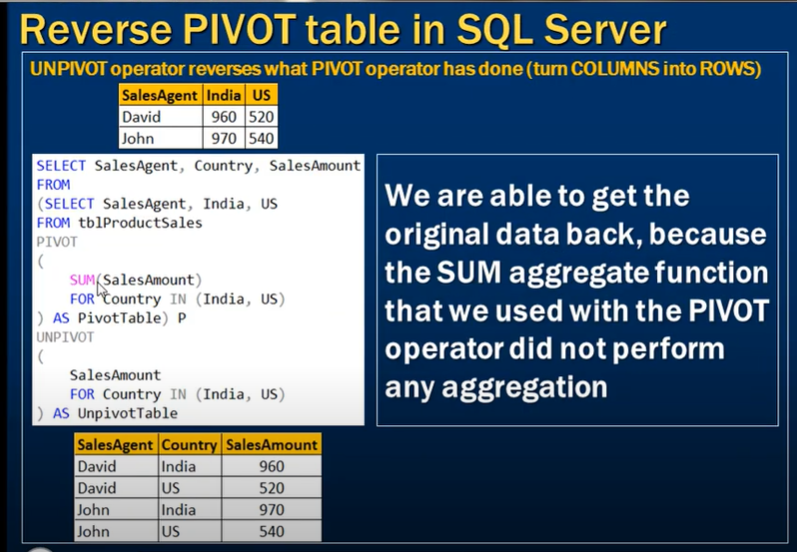 Reverse PIVOT table in SQL Server
UNPIVOT operator reverses what PIVOT operator has done (turn COLUMNS into ROWS)
SalesAgent India US
David 960 520
John 970 540
SELECT SalesAgent, Country, SalesAmount
FROM
(SELECT SalesAgent, India, US
FROM tblProductSales
PIVOT
(
SUM(SalesAmount)
FOR Country IN (India, US)
) AS PivotTable) P
UNPIVOT
(
SalesAmount
FOR Country IN (India, US)
) AS UnpivotTable
We are able to get the
original data back, because
the SUM aggregate function
that we used with the PIVOT
operator did not perform
any aggregation
SalesAgent Country SalesAmount
David India 960
David US 520
John India 970
John US 540